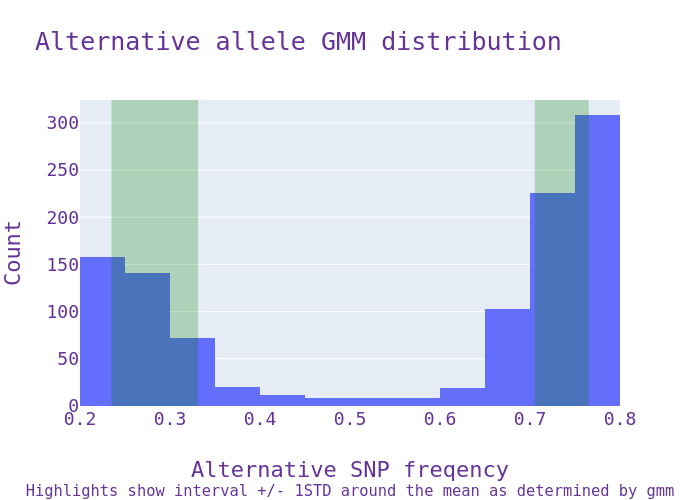 Alternative allele GMM distribution
300
250
200
150
100
50
0
Count
0.2 0.3 0.4 0.5 0.6 0.7 0.8
Alternative SNP freqency
Highlights show interval +/- 1STD around the mean as determined by gmm